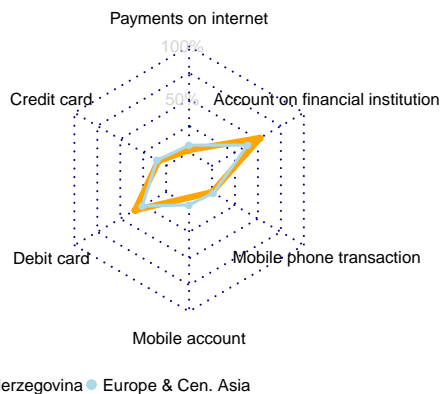 Payments on internet
100%
Credit card
50%
Account on financial institution
Debit card
Mobile phone transaction
Mobile account
erzegovina Europe & Cen. Asia